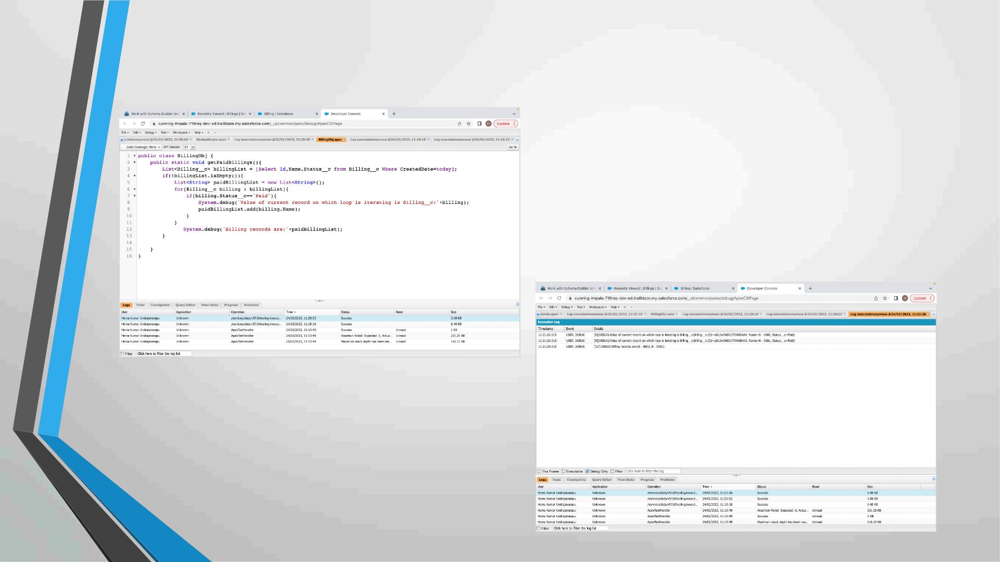 Work with Schema Builder Uni
Recently Viewed | Billings | Sal
Billing | Salesforce
Developer Console
cunning-impala-719rsq-dev-ed.trailblaze.my.salesforce.com/_ui/common/apex/debug/ApexCSIPage
H
Update
File
Edit
Debug
Test
Workspace
Help
<
>
cuteAnonymous @23/02/2023, 21:56:43
StudentGrade.apxc
Log executeAnonymous @23/02/2023, 22:29:29
BillingObj.apxc
Log executeAnonymous @24/02/2023, 11:18:18
Log executeAnonymous @24/02/2023, 11:20:52
Code Coverage: None
API Version: 57
Go To
1 public class BillingObj {
2 public static void getPaidBillings(){
3 List<Billing__c> billingList = [Select Id,Name,Status__c from Billing__c Where CreatedDate=today];
4 if(!billingList.isEmpty()){
5 List<String> paidBillingList = new List<String>();
6 for(Billing__c billing : billingList){
7 if(billing.Status__c=='Paid'){
8 System.debug('Value of current record on which loop is iterating is Billing__c:'+billing);
9 paidBillingList.add(billing.Name);
10 }
11 }
12 System.debug('Billing records are:'+paidBillingList);
13 }
14
15 }
16 }
Logs Tests Checkpoints Query Editor View State Progress Problems
User Application Operation Time Status Read Size
Hema Kumar Undrajavarapu Unknown /services/data/v57.0/tooling/execut... 24/02/2023, 11:20:52 Success 3.08 KB
Hema Kumar Undrajavarapu Unknown /services/data/v57.0/tooling/execut... 24/02/2023, 11:18:18 Success 6.48 KB
Hema Kumar Undrajavarapu Unknown ApexTestHandler 24/02/2023, 11:13:49 Success Unread 1 KB
Hema Kumar Undrajavarapu Unknown ApexTestHandler 24/02/2023, 11:13:49 Assertion Failed: Expected: 0, Actua... Unread 231.25 KB
Hema Kumar Undrajavarapu Unknown ApexTestHandler 24/02/2023, 11:13:49 Maximum stack depth has been rea... Unread 116.12 KB
Filter Click here to filter the log list
Work with Schema Builder Uni
Recently Viewed | Billings | Sal
Billing | Salesforce
Developer Console
cunning-impala-719rsq-dev-ed.trailblaze.my.salesforce.com/_ui/common/apex/debug/ApexCSIPage
H
Update
File
Edit
Debug
Test
Workspace
Help
<
>
Grade.apxc
Log executeAnonymous @23/02/2023, 22:29:29
BillingObj.apxc
Log executeAnonymous @24/02/2023, 11:18:18
Log executeAnonymous @24/02/2023, 11:20:52
Log executeAnonymous @24/02/2023, 11:21:26
Execution Log
Timestamp Event Details
11:21:26:015 USER_DEBUG [8]|DEBUG|Value of current record on which loop is iterating is Billing__c:Billing__c:{Name=B - 0002, Status__c=Paid}
11:21:26:015 USER_DEBUG [8]|DEBUG|Value of current record on which loop is iterating is Billing__c:Billing__c:{Name=B - 0001, Status__c=Paid}
11:21:26:015 USER_DEBUG [12]|DEBUG|Billing records are:(B - 0002, B - 0001)
This Frame Executable Debug Only Filter Click here to filter the log
Logs Tests Checkpoints Query Editor View State Progress Problems
User Application Operation Time Status Read Size
Hema Kumar Undrajavarapu Unknown /services/data/v57.0/tooling/execut... 24/02/2023, 11:21:26 Success 6.48 KB
Hema Kumar Undrajavarapu Unknown /services/data/v57.0/tooling/execut... 24/02/2023, 11:20:52 Success 3.08 KB
Hema Kumar Undrajavarapu Unknown /services/data/v57.0/tooling/execut... 24/02/2023, 11:18:18 Success 6.48 KB
Hema Kumar Undrajavarapu Unknown ApexTestHandler 24/02/2023, 11:13:49 Assertion Failed: Expected: 0, Actua... Unread 231.25 KB
Hema Kumar Undrajavarapu Unknown ApexTestHandler 24/02/2023, 11:13:49 Success Unread 1 KB
Hema Kumar Undrajavarapu Unknown ApexTestHandler 24/02/2023, 11:13:49 Maximum stack depth has been rea... Unread 116.12 KB
Filter Click here to filter the log list